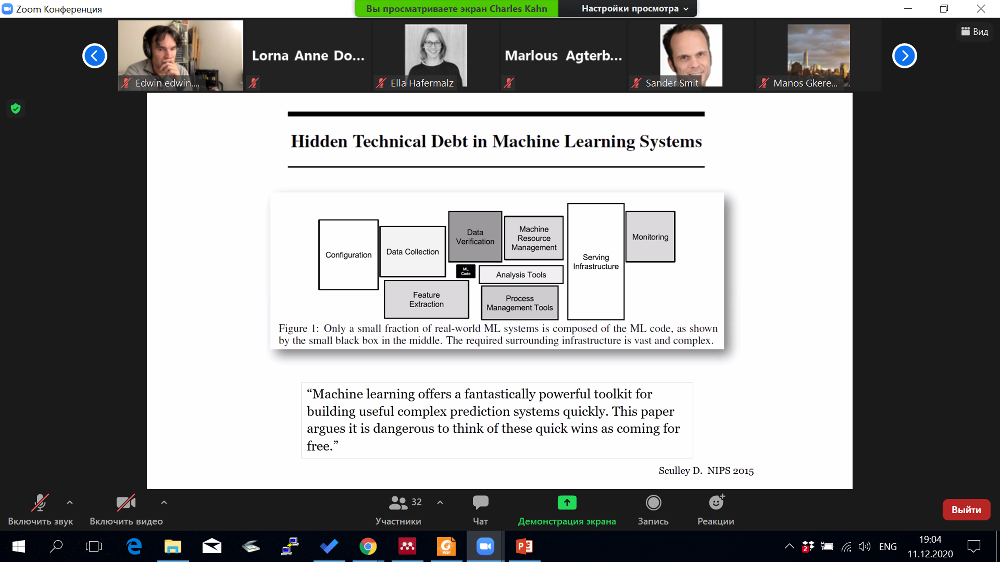 Zoom Конференция
Вы просматриваете экран Charles Kahn
Настройки просмотра
Вид
Lorna Anne Do...
Marlous Agterb...
Edwin edwin....
Ella Hafermalz
Sander Smit
Manos Gkere...
Hidden Technical Debt in Machine Learning Systems
Configuration
Data Collection
Data
Verification
Machine
Resource
Management
Serving
Infrastructure
Monitoring
ML
Code
Analysis Tools
Feature
Extraction
Process
Management Tools
Figure 1: Only a small fraction of real-world ML systems is composed of the ML code, as shown
by the small black box in the middle. The required surrounding infrastructure is vast and complex.
“Machine learning offers a fantastically powerful toolkit for
building useful complex prediction systems quickly. This paper
argues it is dangerous to think of these quick wins as coming for
free.”
Sculley D. NIPS 2015
32
Включить звук
Включить видео
Участники
Чат
Демонстрация экрана
Запись
Реакции
Выйти
PDF
2
ENG
19:04
11.12.2020